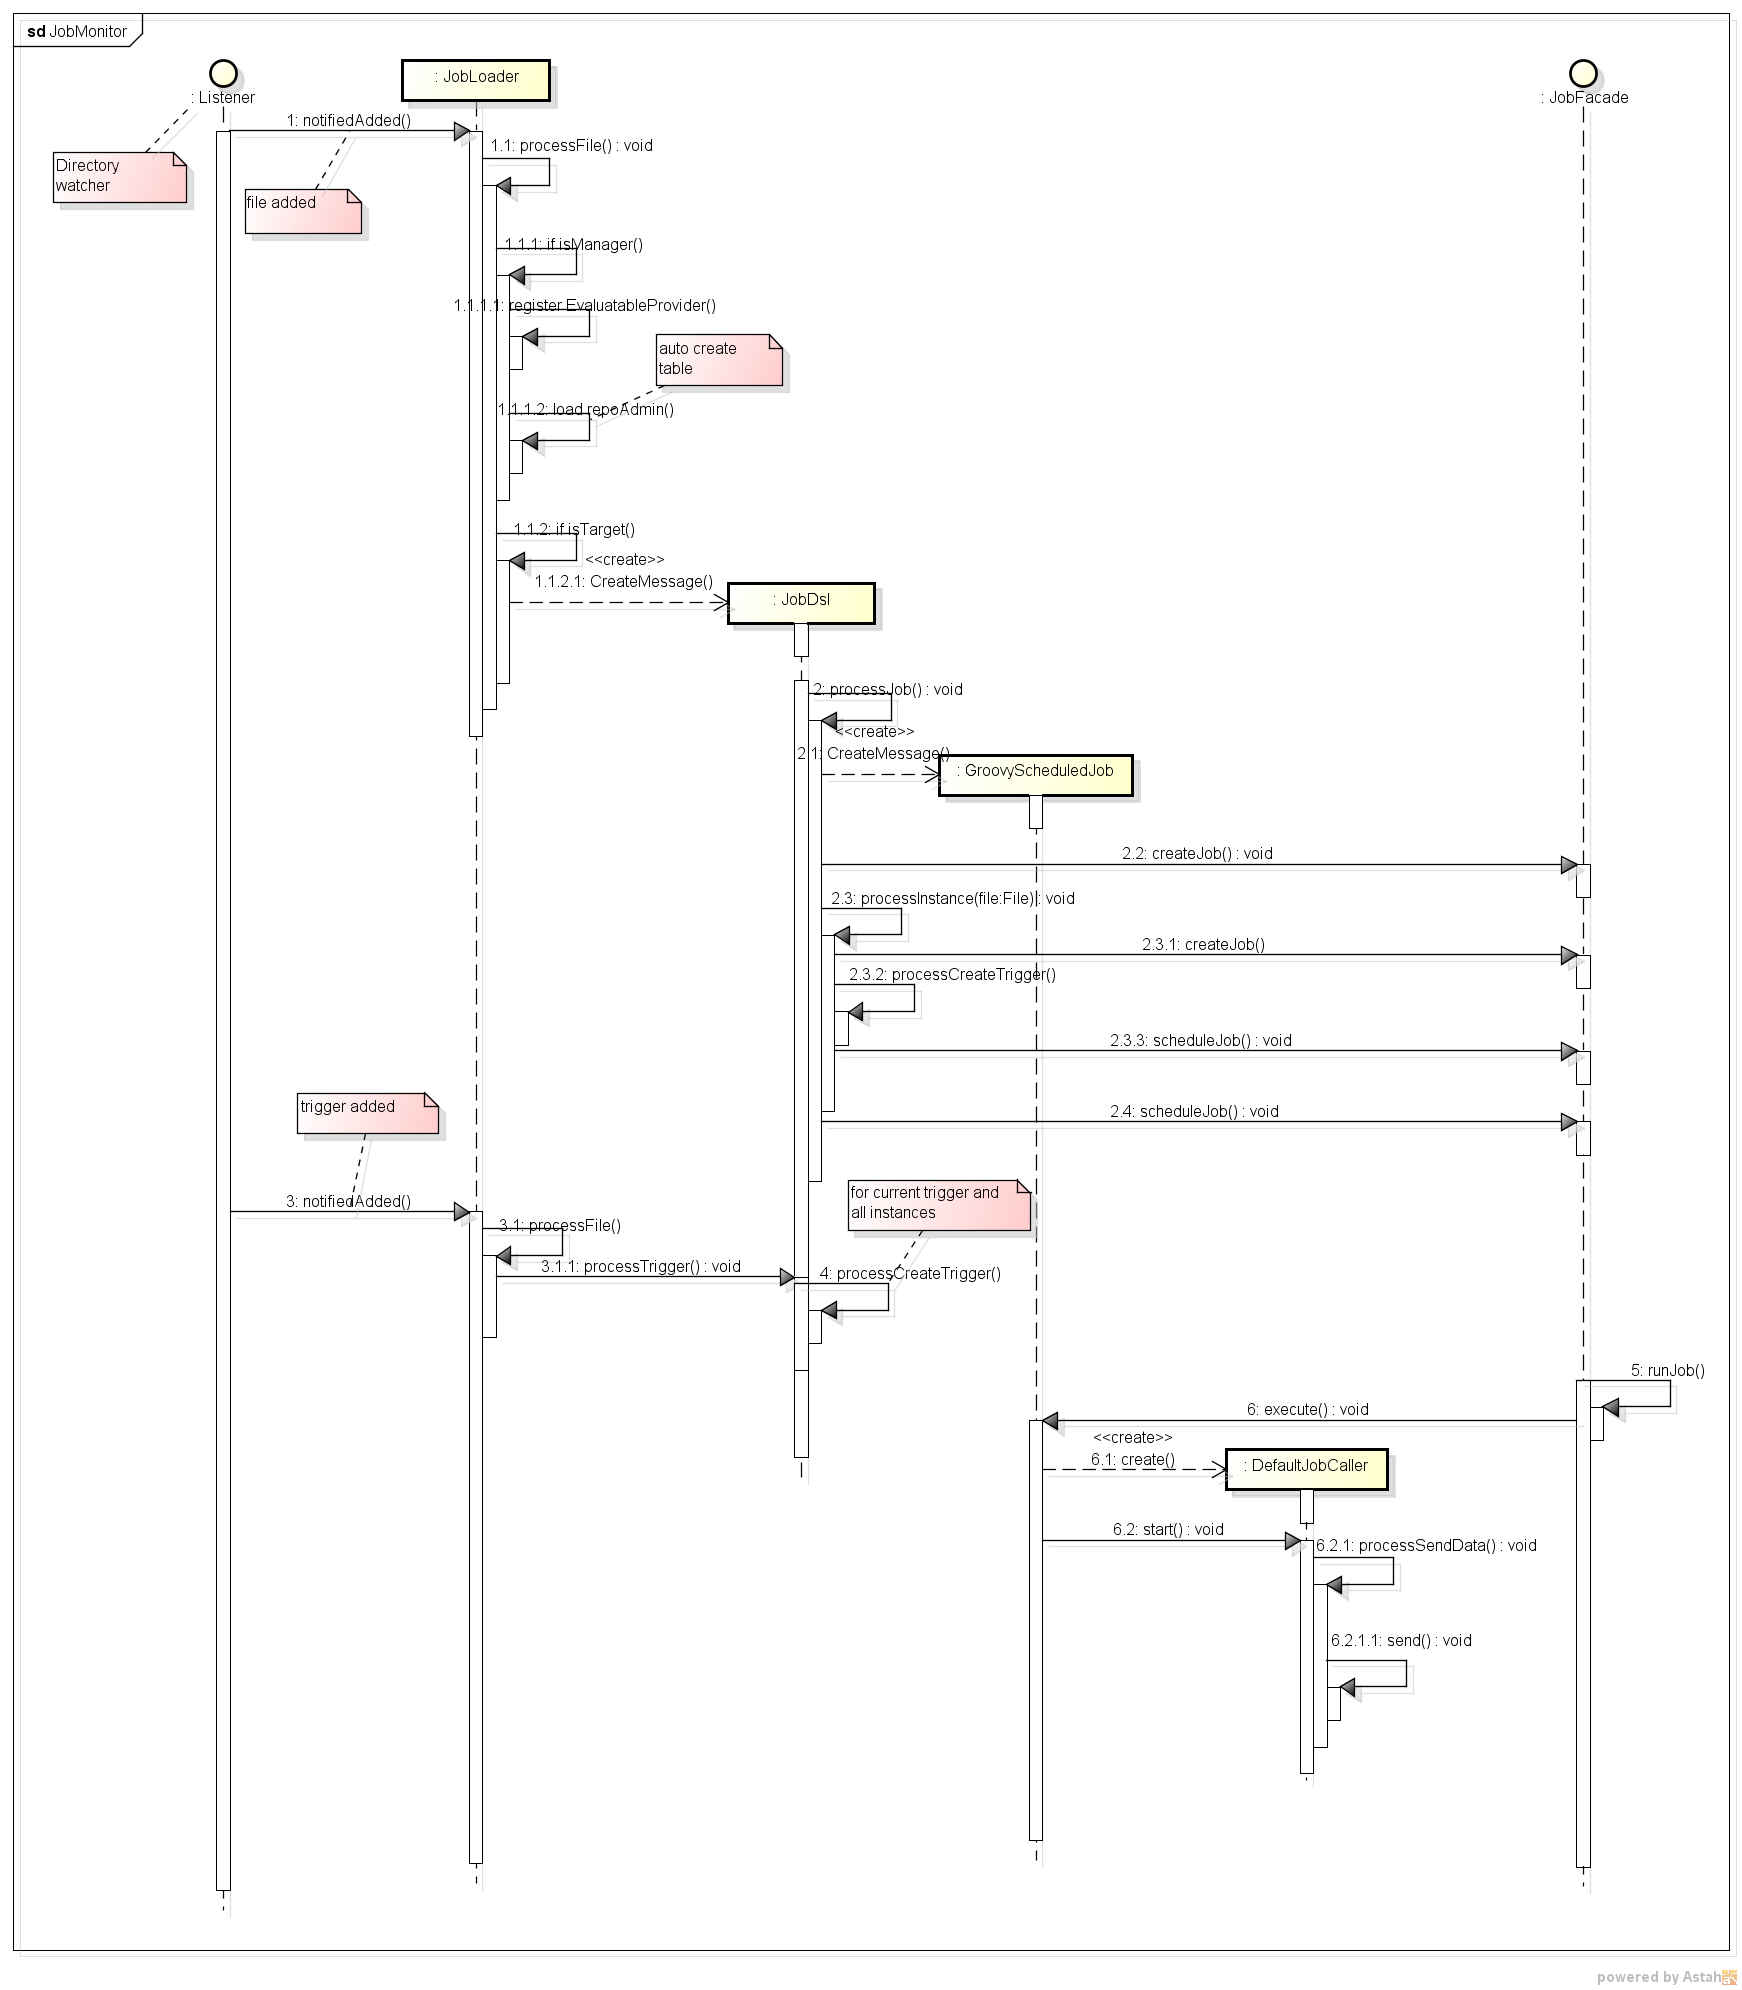 sd JobMonitor
: Listener
: JobLoader
: JobFacade
1: notifiedAdded()
Directory
watcher
file added
1.1: processFile() : void
1.1.1: if isManager()
1.1.1.1: register EvaluatableProvider()
auto create
table
1.1.1.2: load repoAdmin()
1.1.2: if isTarget()
<<create>>
1.1.2.1: CreateMessage()
: JobDsl
2: processJob() : void
<<create>>
2.1: CreateMessage()
: GroovyScheduledJob
2.2: createJob() : void
2.3: processInstance(file:File) : void
2.3.1: createJob()
2.3.2: processCreateTrigger()
2.3.3: scheduleJob() : void
trigger added
2.4: scheduleJob() : void
for current trigger and
all instances
3: notifiedAdded()
3.1: processFile()
3.1.1: processTrigger() : void
4: processCreateTrigger()
5: runJob()
6: execute() : void
<<create>>
6.1: create()
: DefaultJobCaller
6.2: start() : void
6.2.1: processSendData() : void
6.2.1.1: send() : void
powered by Astah